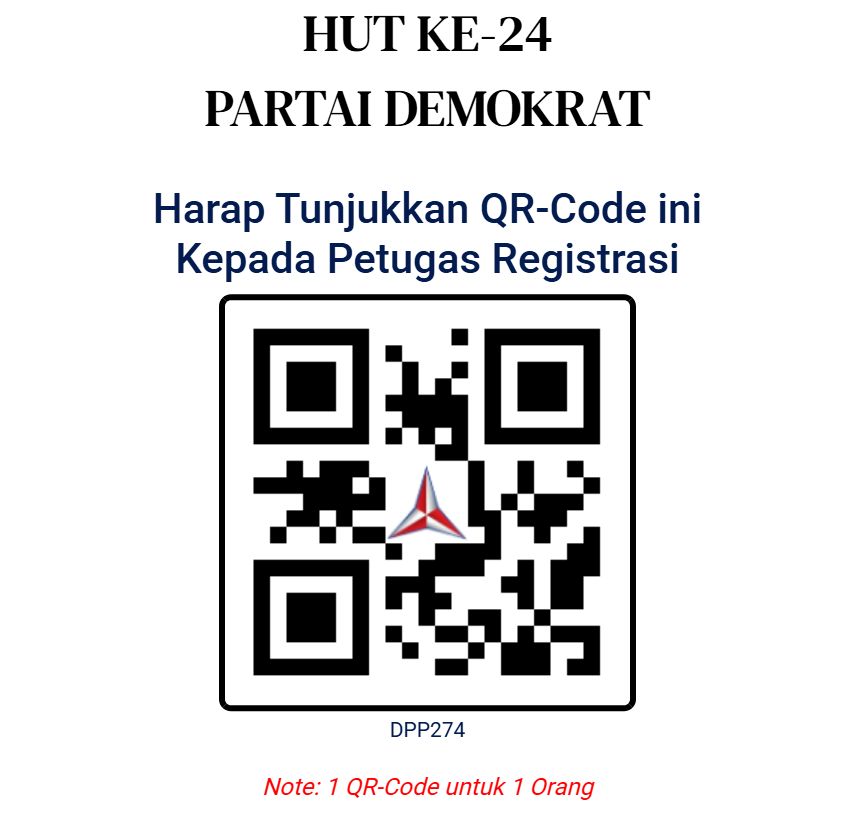 HUT KE-24
PARTAI DEMOKRAT
Harap Tunjukkan QR-Code ini
Kepada Petugas Registrasi
DPP274
Note: 1 QR-Code untuk 1 Orang